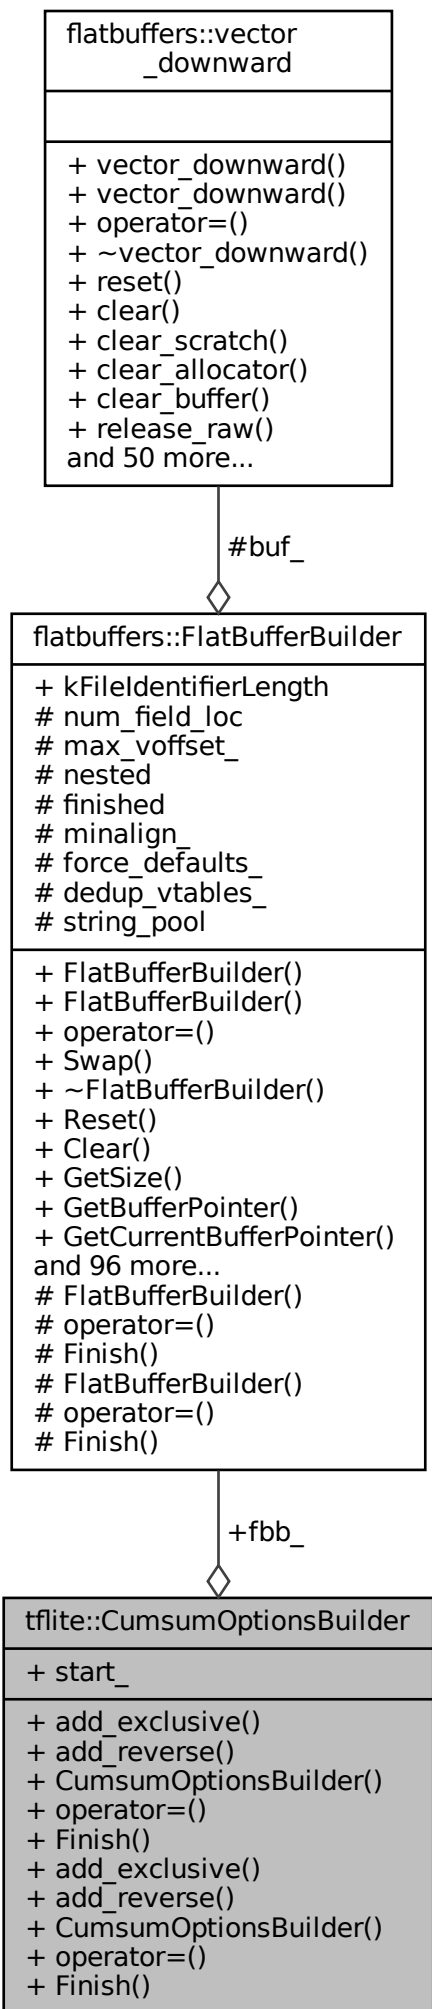 flatbuffers::vector
_downward
+ vector_downward()
+ vector_downward()
+ operator=()
+ ~vector_downward()
+ reset()
+ clear()
+ clear_scratch()
+ clear_allocator()
+ clear_buffer()
+ release_raw()
and 50 more...
#buf_
flatbuffers::FlatBufferBuilder
+ kFileIdentifierLength
# num_field_loc
# max_voffset_
# nested
# finished
# minalign_
# force_defaults_
# dedup_vtables_
# string_pool
+ FlatBufferBuilder()
+ FlatBufferBuilder()
+ operator=()
+ Swap()
+ ~FlatBufferBuilder()
+ Reset()
+ Clear()
+ GetSize()
+ GetBufferPointer()
+ GetCurrentBufferPointer()
and 96 more...
# FlatBufferBuilder()
# operator=()
# Finish()
# FlatBufferBuilder()
# operator=()
# Finish()
+fbb_
tflite::CumsumOptionsBuilder
+ start_
+ add_exclusive()
+ add_reverse()
+ CumsumOptionsBuilder()
+ operator=()
+ Finish()
+ add_exclusive()
+ add_reverse()
+ CumsumOptionsBuilder()
+ operator=()
+ Finish()